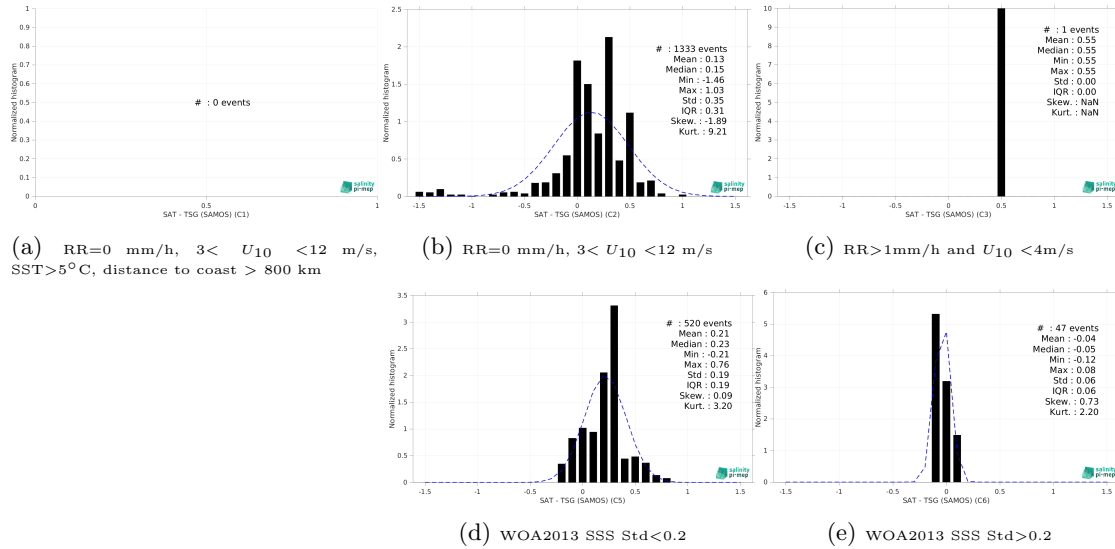 Normalized histogram
1
0.9
0.8
0.7
0.6
0.5
0.4
0.3
0.2
0.1
0
# : 0 events
0 0.5 1
SAT - TSG (SAMOS) (C1)
salinity
pi-mep
(a) RR=0 mm/h, 3< U10 <12 m/s,
SST>5°C, distance to coast > 800 km
Normalized histogram
2.5
2
1.5
1
0.5
0
# : 1333 events
Mean : 0.13
Median : 0.15
Min : -1.46
Max : 1.03
Std : 0.35
IQR : 0.31
Skew. : -1.89
Kurt. : 9.21
-1.5 -1 -0.5 0 0.5 1 1.5
SAT - TSG (SAMOS) (C2)
salinity
pi-mep
(b) RR=0 mm/h, 3< U10 <12 m/s
Normalized histogram
10
9
8
7
6
5
4
3
2
1
0
# : 1 events
Mean : 0.55
Median : 0.55
Min : 0.55
Max : 0.55
Std : 0.00
IQR : 0.00
Skew. : NaN
Kurt. : NaN
-1.5 -1 -0.5 0 0.5 1 1.5
SAT - TSG (SAMOS) (C3)
salinity
pi-mep
(c) RR>1mm/h and U10 <4m/s
Normalized histogram
3.5
3
2.5
2
1.5
1
0.5
0
# : 520 events
Mean : 0.21
Median : 0.23
Min : -0.21
Max : 0.76
Std : 0.19
IQR : 0.19
Skew. : 0.09
Kurt. : 3.20
-1.5 -1 -0.5 0 0.5 1 1.5
SAT - TSG (SAMOS) (C5)
salinity
pi-mep
(d) WOA2013 SSS Std<0.2
Normalized histogram
6
5
4
3
2
1
0
# : 47 events
Mean : -0.04
Median : -0.05
Min : -0.12
Max : 0.08
Std : 0.06
IQR : 0.06
Skew. : 0.73
Kurt. : 2.20
-1.5 -1 -0.5 0 0.5 1 1.5
SAT - TSG (SAMOS) (C6)
salinity
pi-mep
(e) WOA2013 SSS Std>0.2